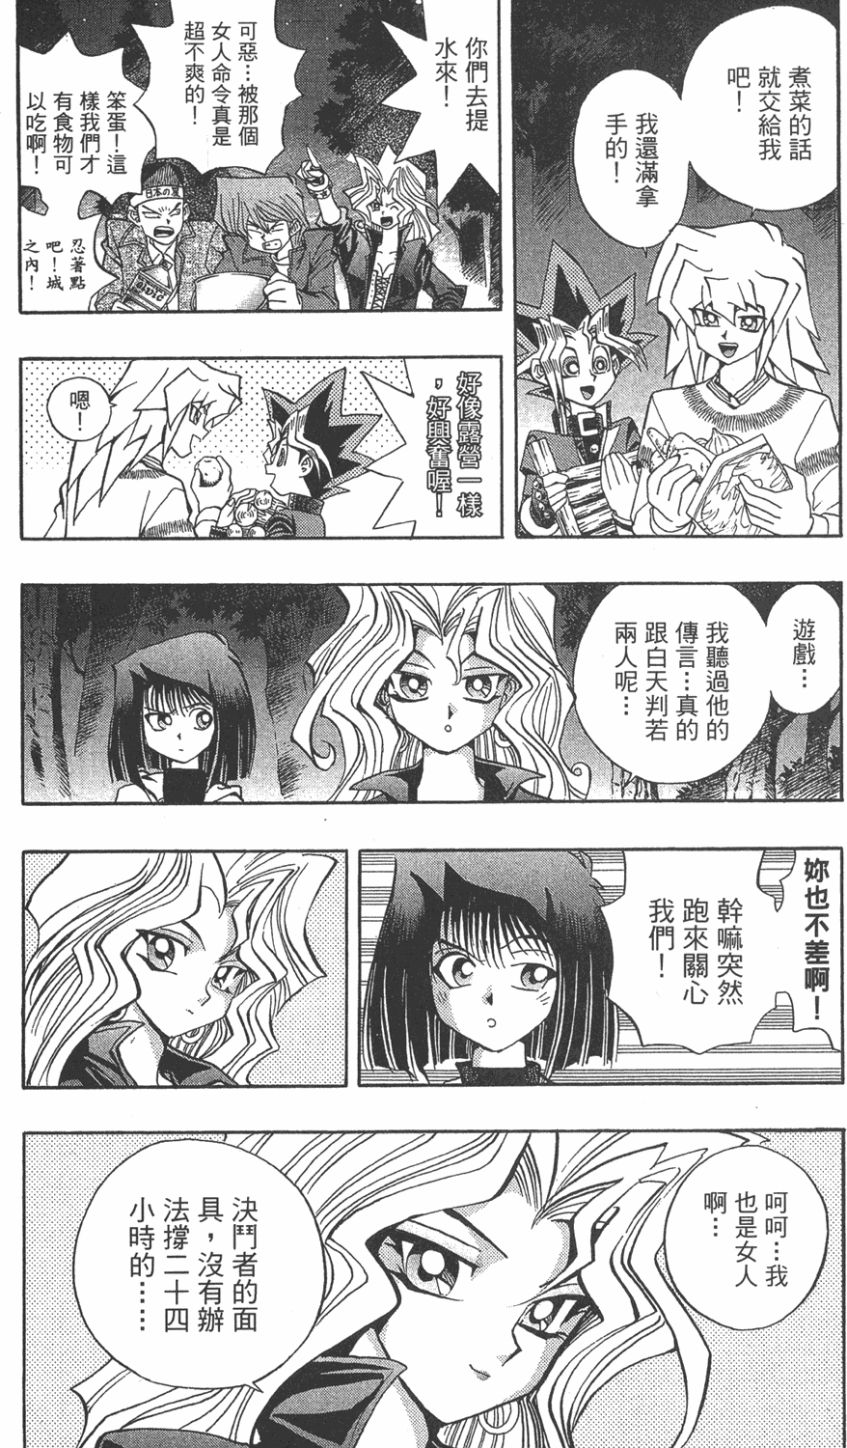 煮菜的話
就交給我
吧！
我還滿拿
手的！
你們去提
水來！
可惡…被那個
女人命令真是
超不爽的！
笨蛋！這
樣我們才
有食物可
以吃啊！
忍著點
吧！城
之內！
日本の夏
好像露營一樣
，好興奮喔！
嗯！
遊戲…
我聽過他的
傳言…真的
跟白天判若
兩人呢…
妳也不差啊！
幹嘛突然
跑來關心
我們！
呵呵…我
也是女人
啊…
決鬥者的面
具，沒有辦
法撐二十四
小時的……